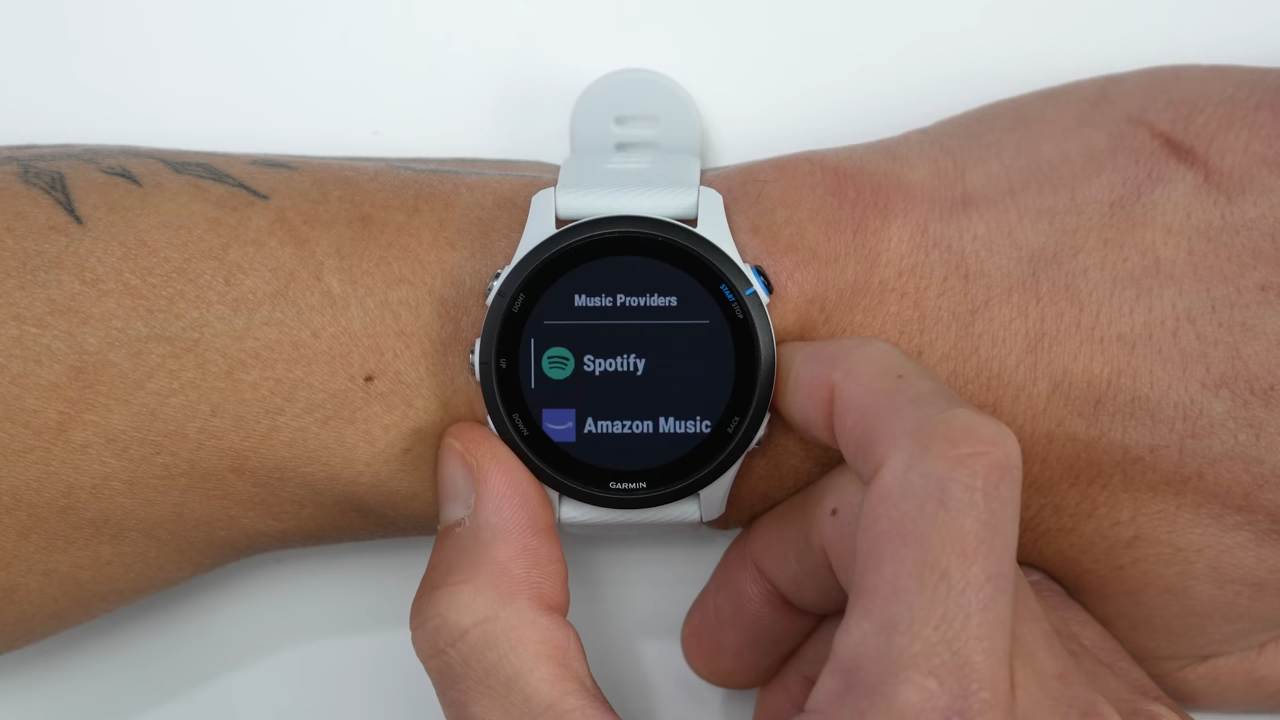 LIGHT
START STOP
Music Providers
UP
Spotify
DOWN
Amazon Music
BACK
GARMIN